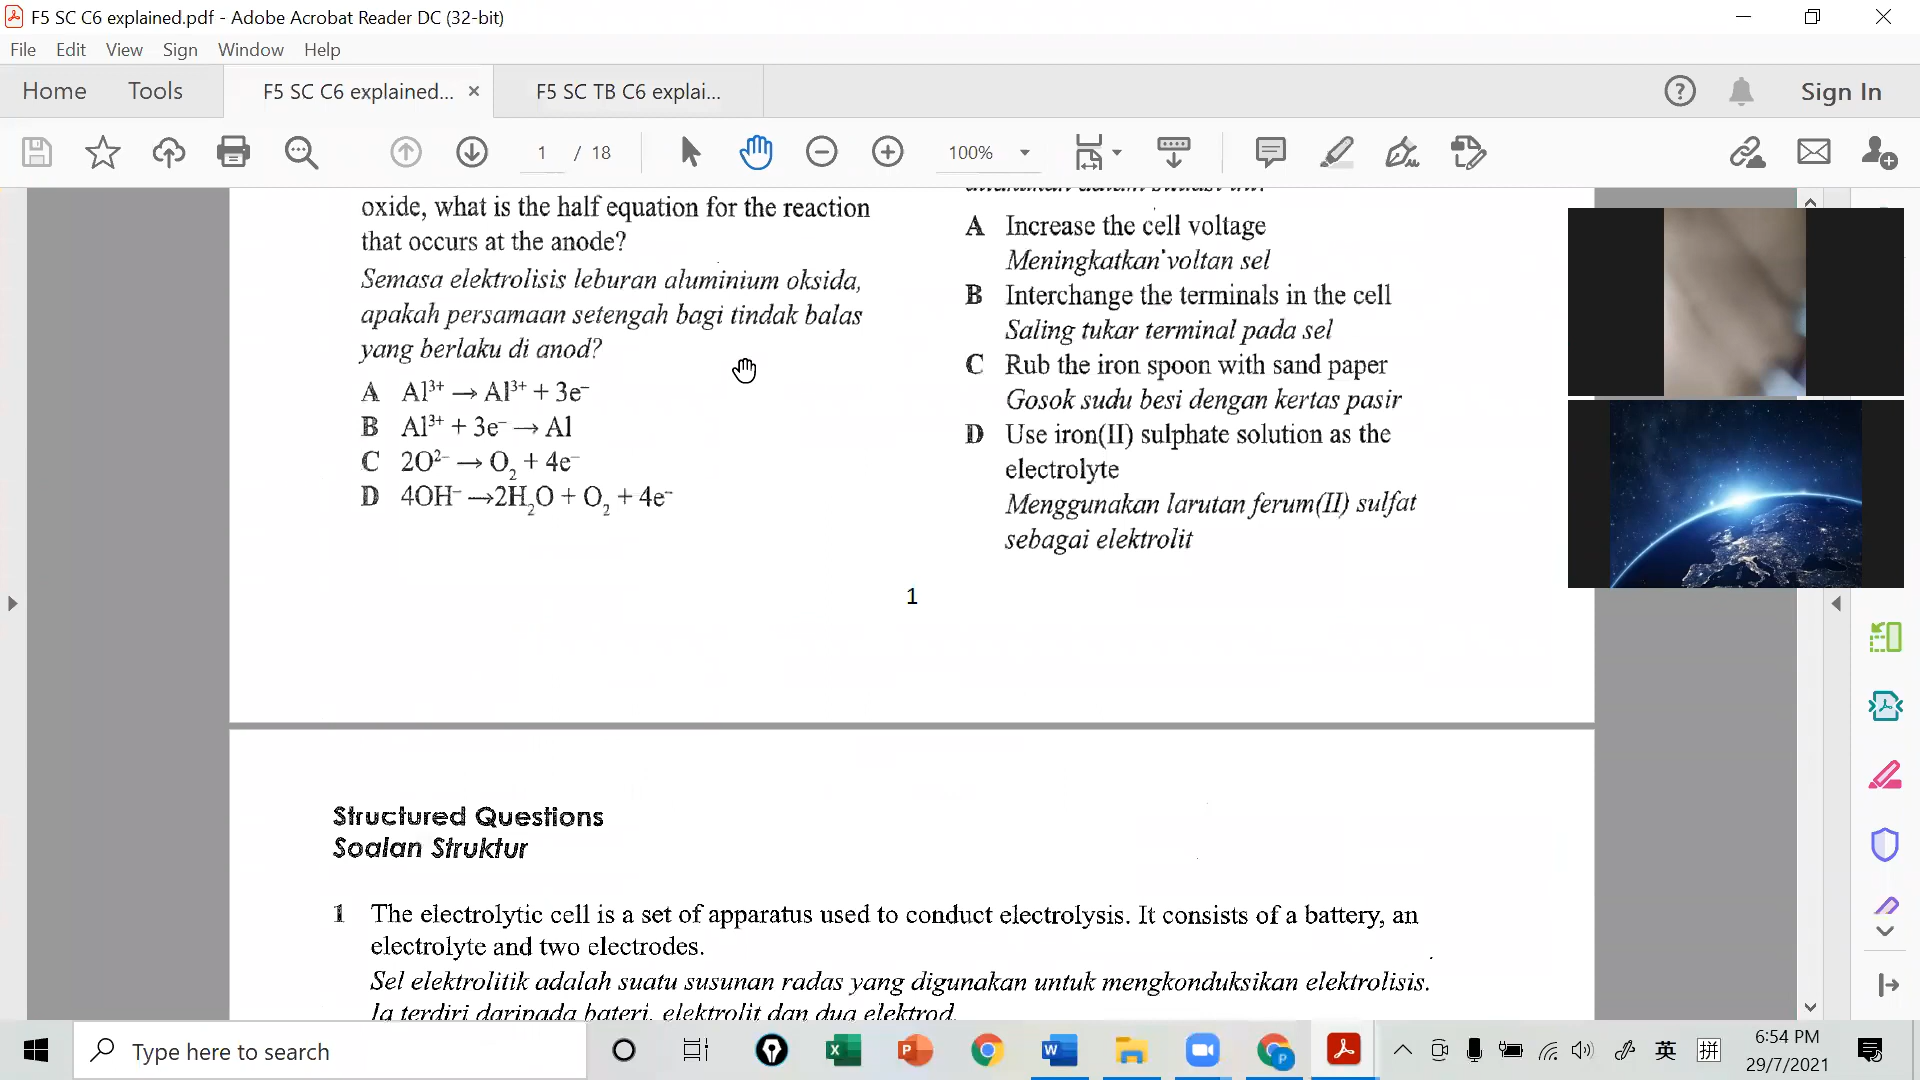 F5 SC C6 explained.pdf - Adobe Acrobat Reader DC (32-bit)
File Edit View Sign Window Help
Home Tools F5 SC C6 explained... × F5 SC TB C6 explai... Sign In
1 / 18 100%
oxide, what is the half equation for the reaction
that occurs at the anode?
Semasa elektrolisis leburan aluminium oksida,
apakah persamaan setengah bagi tindak balas
yang berlaku di anod?
A Al³⁺ → Al³⁺ + 3e⁻
B Al³⁺ + 3e⁻ → Al
C 2O²⁻ → O₂ + 4e⁻
D 4OH⁻ →2H₂O + O₂ + 4e⁻
A Increase the cell voltage
Meningkatkan voltan sel
B Interchange the terminals in the cell
Saling tukar terminal pada sel
C Rub the iron spoon with sand paper
Gosok sudu besi dengan kertas pasir
D Use iron(II) sulphate solution as the
electrolyte
Menggunakan larutan ferum(II) sulfat
sebagai elektrolit
1
Structured Questions
Soalan Struktur
1 The electrolytic cell is a set of apparatus used to conduct electrolysis. It consists of a battery, an
electrolyte and two electrodes.
Sel elektrolitik adalah suatu susunan radas yang digunakan untuk mengkonduksikan elektrolisis.
Ia terdiri daripada bateri, elektrolit dan dua elektrod.
Type here to search
英 拼
6:54 PM
29/7/2021